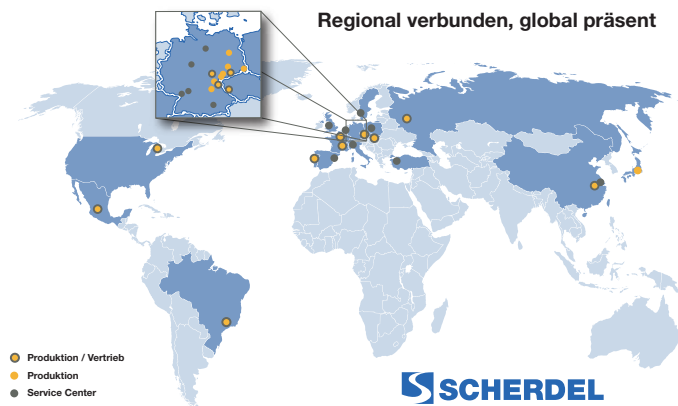 Regional verbunden, global präsent
Produktion / Vertrieb
Produktion
Service Center
SCHERDEL